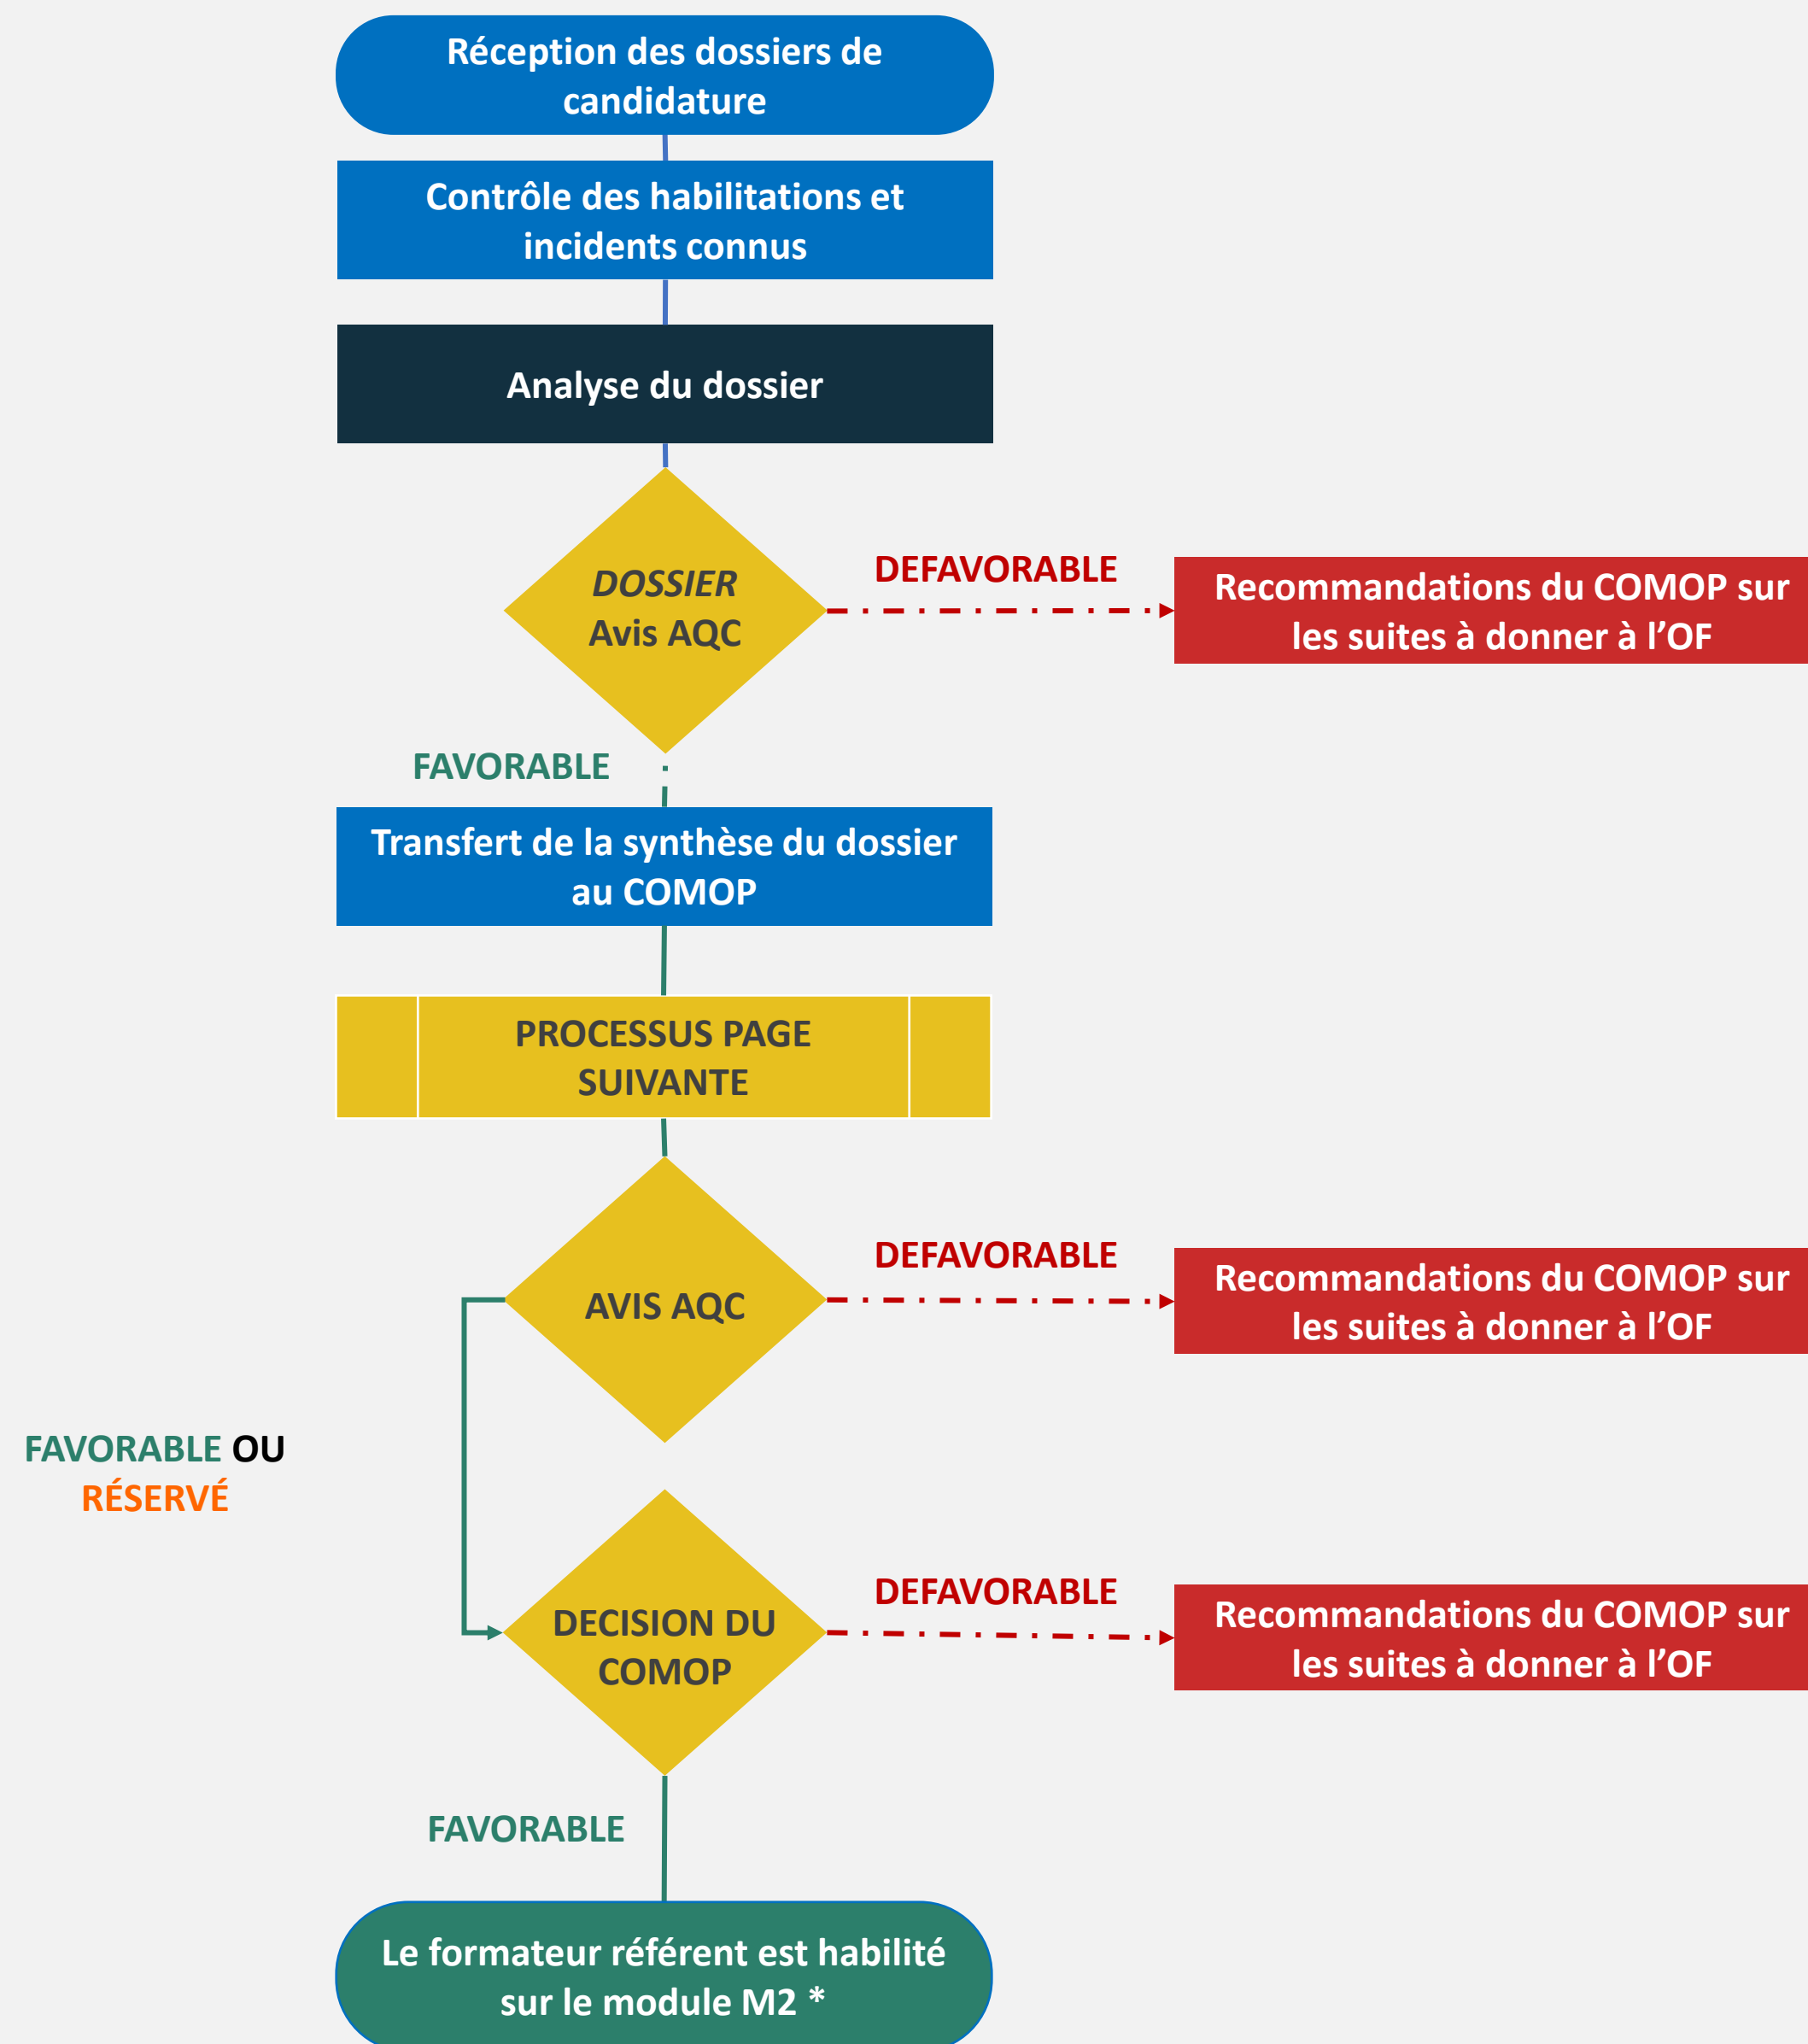 Réception des dossiers de
candidature
Contrôle des habilitations et
incidents connus
Analyse du dossier
DOSSIER
Avis AQC
DEFAVORABLE
Recommandations du COMOP sur
les suites à donner à l’OF
FAVORABLE
Transfert de la synthèse du dossier
au COMOP
PROCESSUS PAGE
SUIVANTE
AVIS AQC
DEFAVORABLE
Recommandations du COMOP sur
les suites à donner à l’OF
FAVORABLE OU
RÉSERVÉ
DECISION DU
COMOP
DEFAVORABLE
Recommandations du COMOP sur
les suites à donner à l’OF
FAVORABLE
Le formateur référent est habilité
sur le module M2 *